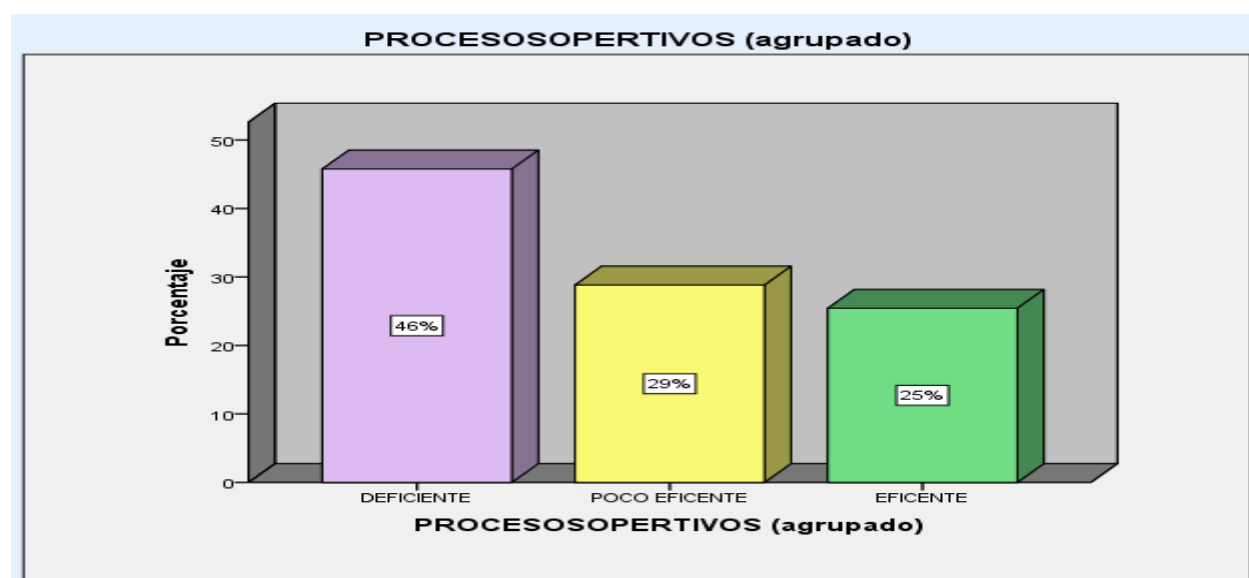 PROCESOSOPERTIVOS (agrupado)
Porcentaje
50
40
30
20
10
0
46%
29%
25%
DEFICIENTE
POCO EFICENTE
EFICENTE
PROCESOSOPERTIVOS (agrupado)